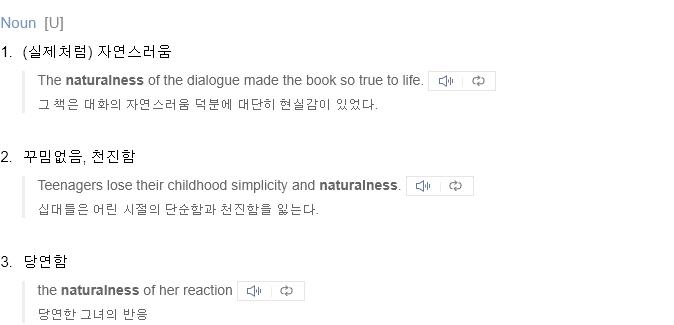 Noun [U]
1. (실제처럼) 자연스러움
The naturalness of the dialogue made the book so true to life.
그 책은 대화의 자연스러움 덕분에 대단히 현실감이 있었다.
2. 꾸밈없음, 천진함
Teenagers lose their childhood simplicity and naturalness.
십대들은 어린 시절의 단순함과 천진함을 잃는다.
3. 당연함
the naturalness of her reaction
당연한 그녀의 반응